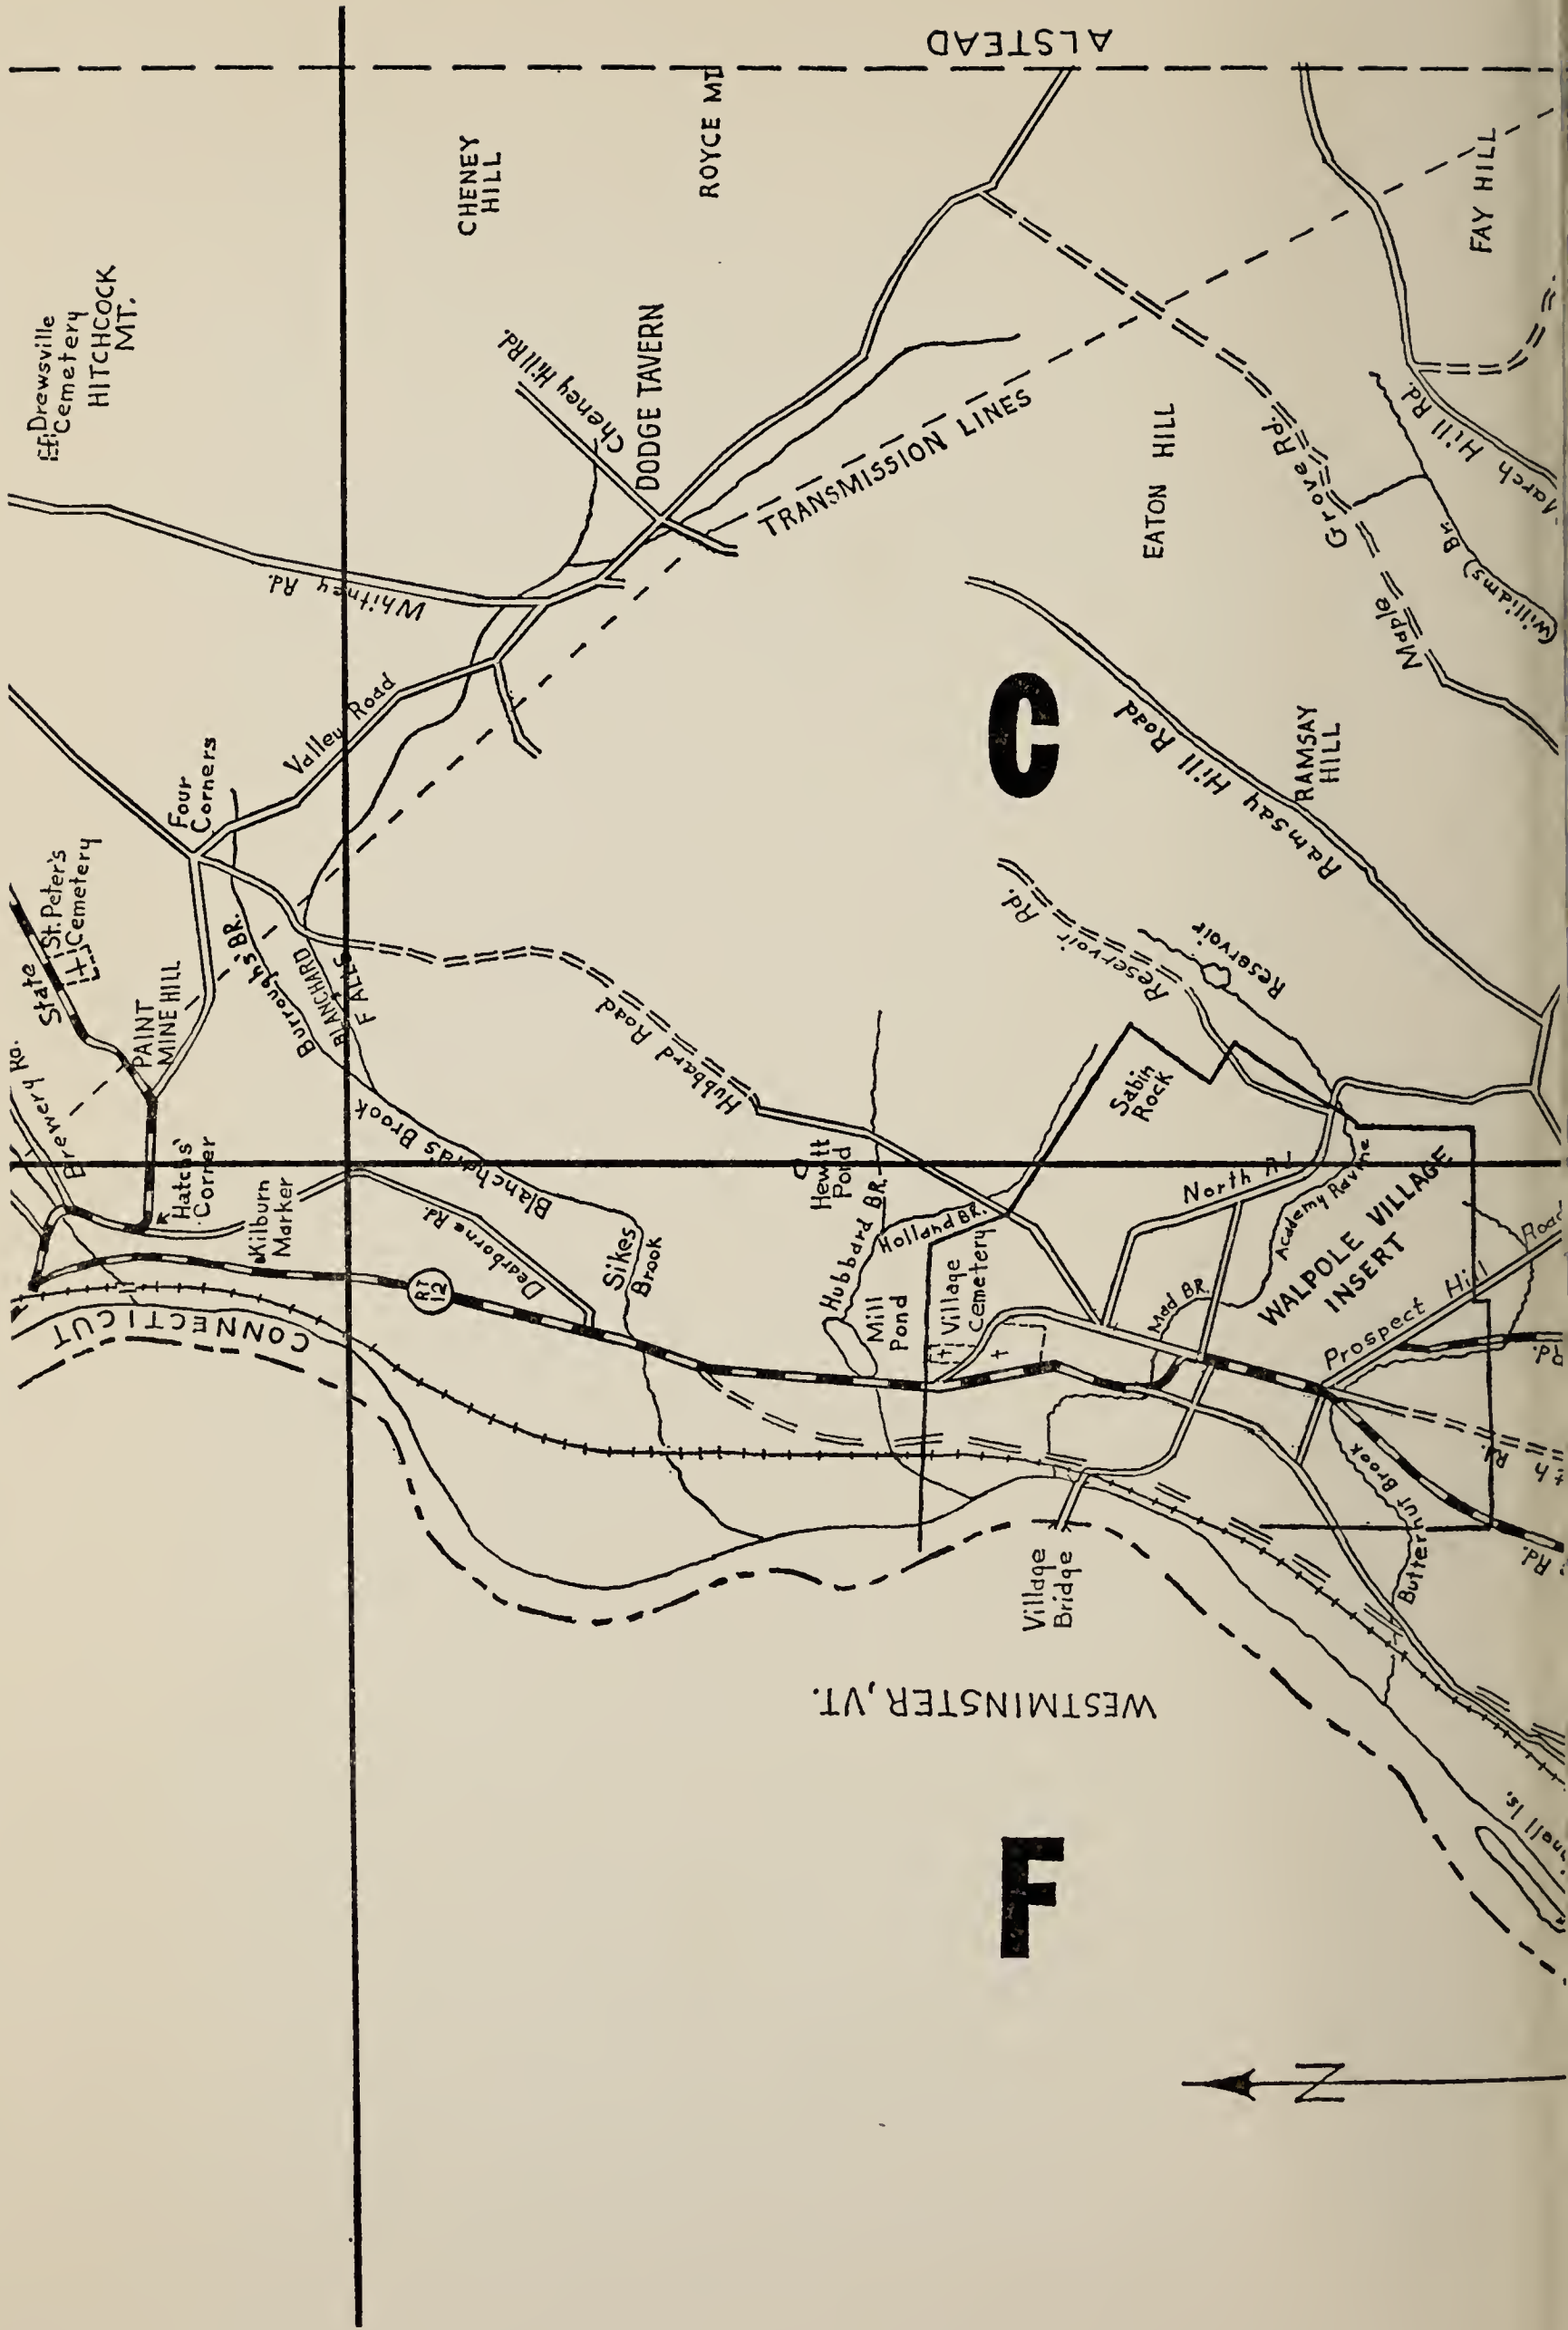 ALSTEAD
Drewsville
Cemetery
HITCHCOCK
MT.
CHENEY
HILL
ROYCE MT
FAY HILL
Cheney Hill Rd.
DODGE TAVERN
TRANSMISSION LINES
EATON HILL
Maple Grove Rd.
March Hill Rd.
(Williams) Br.
Whitney Rd.
Valley Road
Four
Corners
St. Peter's
Cemetery
State
PAINT
MINE HILL
Brewery Rd.
Burroughs' BR.
BLANCHARD
FALLS
Hatch's
Corner
Kilburn
Marker
CONNECTICUT
RT
12
Dearborne Rd.
Blanchard's Brook
Sikes
Brook
Hubbard Road
Hewitt
Pond
Hubbard BR.
Holland BR.
Mill
Pond
Village
Cemetery
C
Ramsay Hill Road
RAMSAY
HILL
Reservoir Rd.
Reservoir
Sabin
Rock
North
Academy Ravine
Mad BR.
WALPOLE VILLAGE
INSERT
Prospect Hill Road
Rd.
Rd.
Rd.
Butternut Brook
Village
Bridge
WESTMINSTER, VT.
F
Is.
N